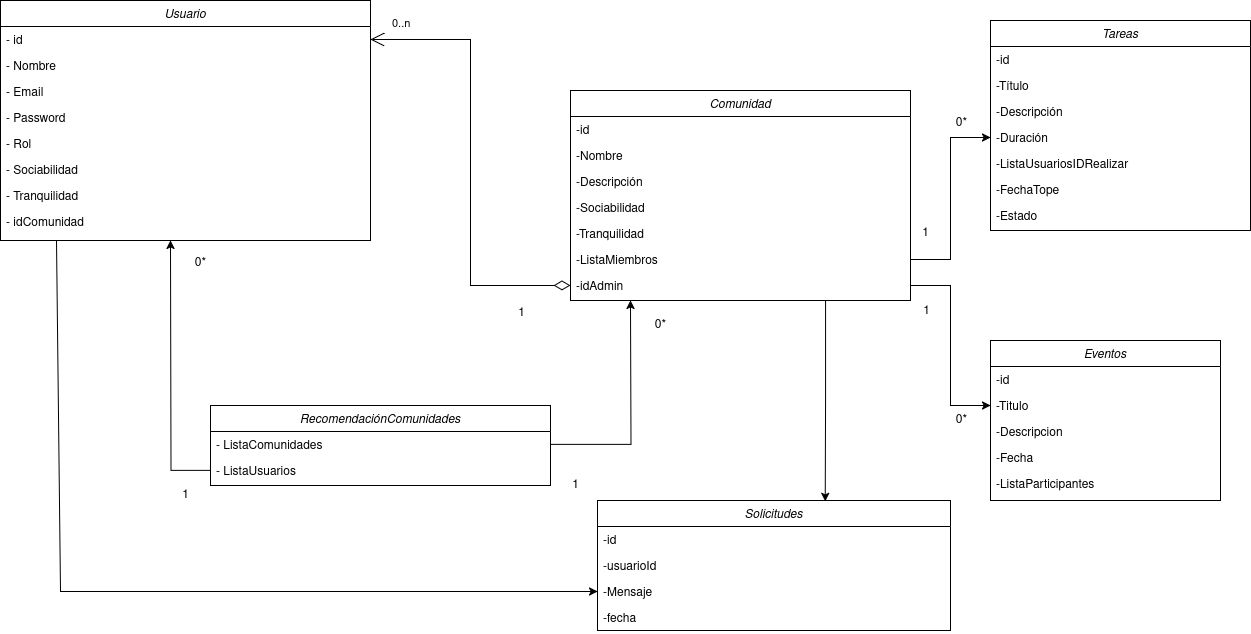 Usuario
- id
- Nombre
- Email
- Password
- Rol
- Sociabilidad
- Tranquilidad
- idComunidad
0..n
0*
1
Comunidad
-id
-Nombre
-Descripción
-Sociabilidad
-Tranquilidad
-ListaMiembros
-idAdmin
0*
1
1
0*
Tareas
-id
-Título
-Descripción
-Duración
-ListaUsuariosIDRealizar
-FechaTope
-Estado
0*
Eventos
-id
-Titulo
-Descripcion
-Fecha
-ListaParticipantes
RecomendaciónComunidades
- ListaComunidades
- ListaUsuarios
1
1
Solicitudes
-id
-usuarioId
-Mensaje
-fecha